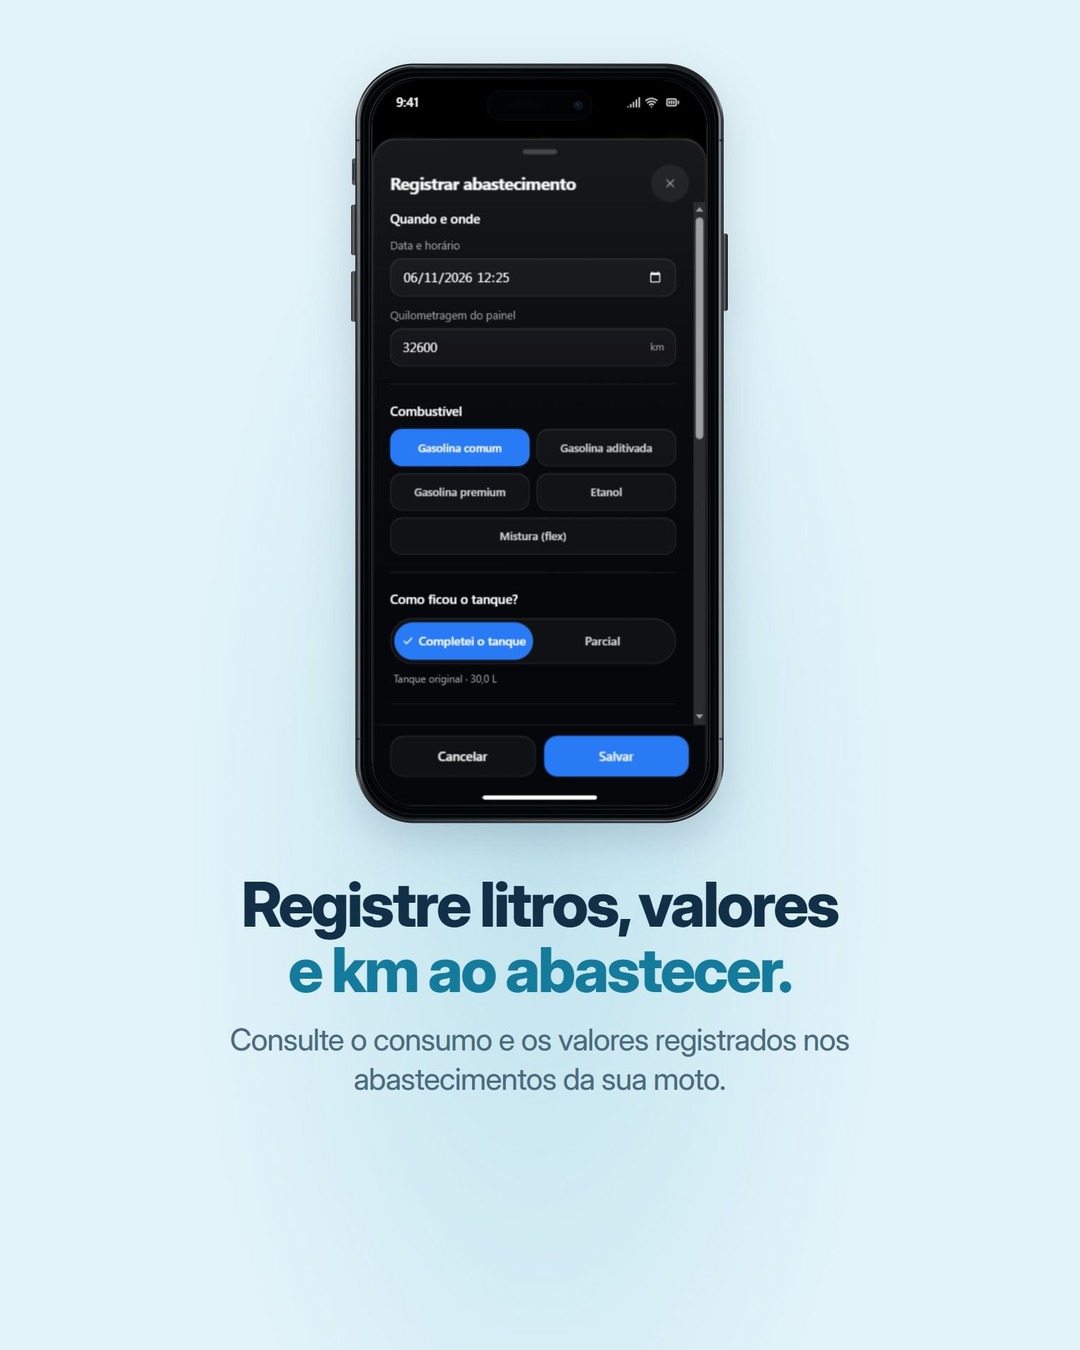 9:41
Registrar abastecimento
Quando e onde
Data e horário
06/11/2026 12:25
Quilometragem do painel
32600 km
Combustível
Gasolina comum Gasolina aditivada
Gasolina premium Etanol
Mistura (flex)
Como ficou o tanque?
✓ Completei o tanque Parcial
Tanque original · 30,0 L
Cancelar Salvar
Registre litros, valores
e km ao abastecer.
Consulte o consumo e os valores registrados nos
abastecimentos da sua moto.